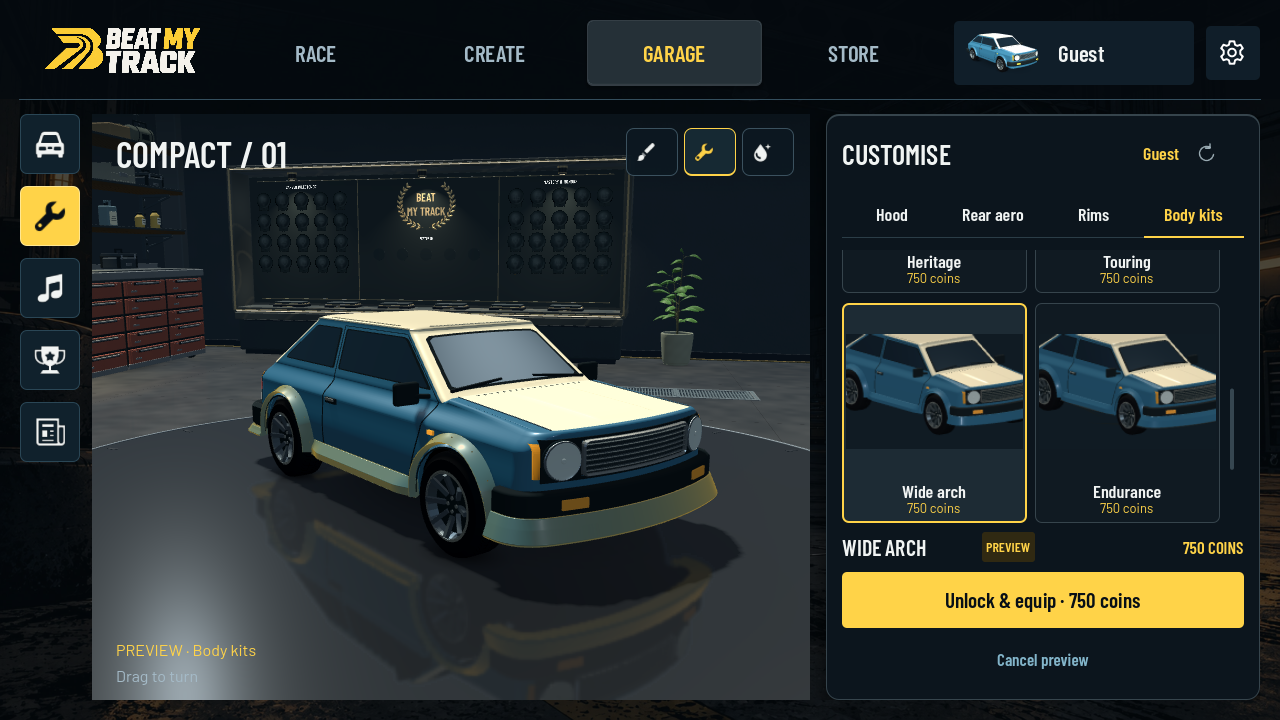 BEAT MY TRACK
RACE
CREATE
GARAGE
STORE
Guest
COMPACT / 01
BEAT
MY TRACK
CUSTOMISE
Guest
Hood
Rear aero
Rims
Body kits
Heritage
750 coins
Touring
750 coins
Wide arch
750 coins
Endurance
750 coins
WIDE ARCH
PREVIEW
750 COINS
Unlock & equip · 750 coins
Cancel preview
PREVIEW · Body kits
Drag to turn